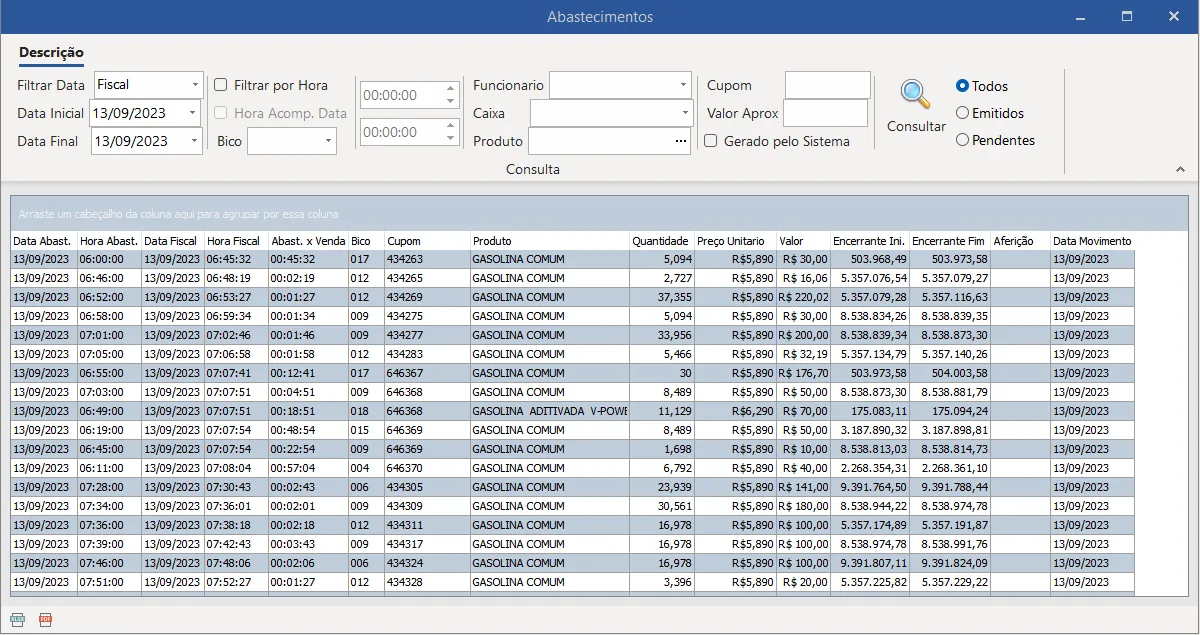 Abastecimentos
Descrição
Filtrar Data Fiscal Filtrar por Hora 00:00:00 Funcionario Cupom Consultar Todos
Data Inicial 13/09/2023 Hora Acomp. Data Caixa Valor Aprox Emitidos
Data Final 13/09/2023 Bico 00:00:00 Produto ... Gerado pelo Sistema Pendentes
Consulta
Arraste um cabeçalho da coluna aqui para agrupar por essa coluna
Data Abast. Hora Abast. Data Fiscal Hora Fiscal Abast. x Venda Bico Cupom Produto Quantidade Preço Unitario Valor Encerrante Ini. Encerrante Fim Aferição Data Movimento
13/09/2023 06:00:00 13/09/2023 06:45:32 00:45:32 017 434263 GASOLINA COMUM 5,094 R$5,890 R$ 30,00 503.968,49 503.973,58 13/09/2023
13/09/2023 06:46:00 13/09/2023 06:48:19 00:02:19 012 434265 GASOLINA COMUM 2,727 R$5,890 R$ 16,06 5.357.076,54 5.357.079,27 13/09/2023
13/09/2023 06:52:00 13/09/2023 06:53:27 00:01:27 012 434269 GASOLINA COMUM 37,355 R$5,890 R$ 220,02 5.357.079,28 5.357.116,63 13/09/2023
13/09/2023 06:58:00 13/09/2023 06:59:34 00:01:34 009 434275 GASOLINA COMUM 5,094 R$5,890 R$ 30,00 8.538.834,26 8.538.839,35 13/09/2023
13/09/2023 07:01:00 13/09/2023 07:02:46 00:01:46 009 434277 GASOLINA COMUM 33,956 R$5,890 R$ 200,00 8.538.839,34 8.538.873,30 13/09/2023
13/09/2023 07:05:00 13/09/2023 07:06:58 00:01:58 012 434283 GASOLINA COMUM 5,466 R$5,890 R$ 32,19 5.357.134,79 5.357.140,26 13/09/2023
13/09/2023 06:55:00 13/09/2023 07:07:41 00:12:41 017 646367 GASOLINA COMUM 30 R$5,890 R$ 176,70 503.973,58 504.003,58 13/09/2023
13/09/2023 07:03:00 13/09/2023 07:07:51 00:04:51 009 646368 GASOLINA COMUM 8,489 R$5,890 R$ 50,00 8.538.873,30 8.538.881,79 13/09/2023
13/09/2023 06:49:00 13/09/2023 07:07:51 00:18:51 018 646368 GASOLINA ADITIVADA V-POWE 11,129 R$6,290 R$ 70,00 175.083,11 175.094,24 13/09/2023
13/09/2023 06:19:00 13/09/2023 07:07:54 00:48:54 015 646369 GASOLINA COMUM 8,489 R$5,890 R$ 50,00 3.187.890,32 3.187.898,81 13/09/2023
13/09/2023 06:45:00 13/09/2023 07:07:54 00:22:54 009 646369 GASOLINA COMUM 1,698 R$5,890 R$ 10,00 8.538.813,03 8.538.814,73 13/09/2023
13/09/2023 06:11:00 13/09/2023 07:08:04 00:57:04 004 646370 GASOLINA COMUM 6,792 R$5,890 R$ 40,00 2.268.354,31 2.268.361,10 13/09/2023
13/09/2023 07:28:00 13/09/2023 07:30:43 00:02:43 006 434305 GASOLINA COMUM 23,939 R$5,890 R$ 141,00 9.391.764,50 9.391.788,44 13/09/2023
13/09/2023 07:34:00 13/09/2023 07:36:01 00:02:01 009 434309 GASOLINA COMUM 30,561 R$5,890 R$ 180,00 8.538.944,22 8.538.974,78 13/09/2023
13/09/2023 07:36:00 13/09/2023 07:38:18 00:02:18 012 434311 GASOLINA COMUM 16,978 R$5,890 R$ 100,00 5.357.174,89 5.357.191,87 13/09/2023
13/09/2023 07:39:00 13/09/2023 07:42:43 00:03:43 009 434317 GASOLINA COMUM 16,978 R$5,890 R$ 100,00 8.538.974,78 8.538.991,76 13/09/2023
13/09/2023 07:46:00 13/09/2023 07:48:06 00:02:06 006 434324 GASOLINA COMUM 16,978 R$5,890 R$ 100,00 9.391.807,11 9.391.824,09 13/09/2023
13/09/2023 07:51:00 13/09/2023 07:52:27 00:01:27 012 434328 GASOLINA COMUM 3,396 R$5,890 R$ 20,00 5.357.225,82 5.357.229,22 13/09/2023
XLSX PDF